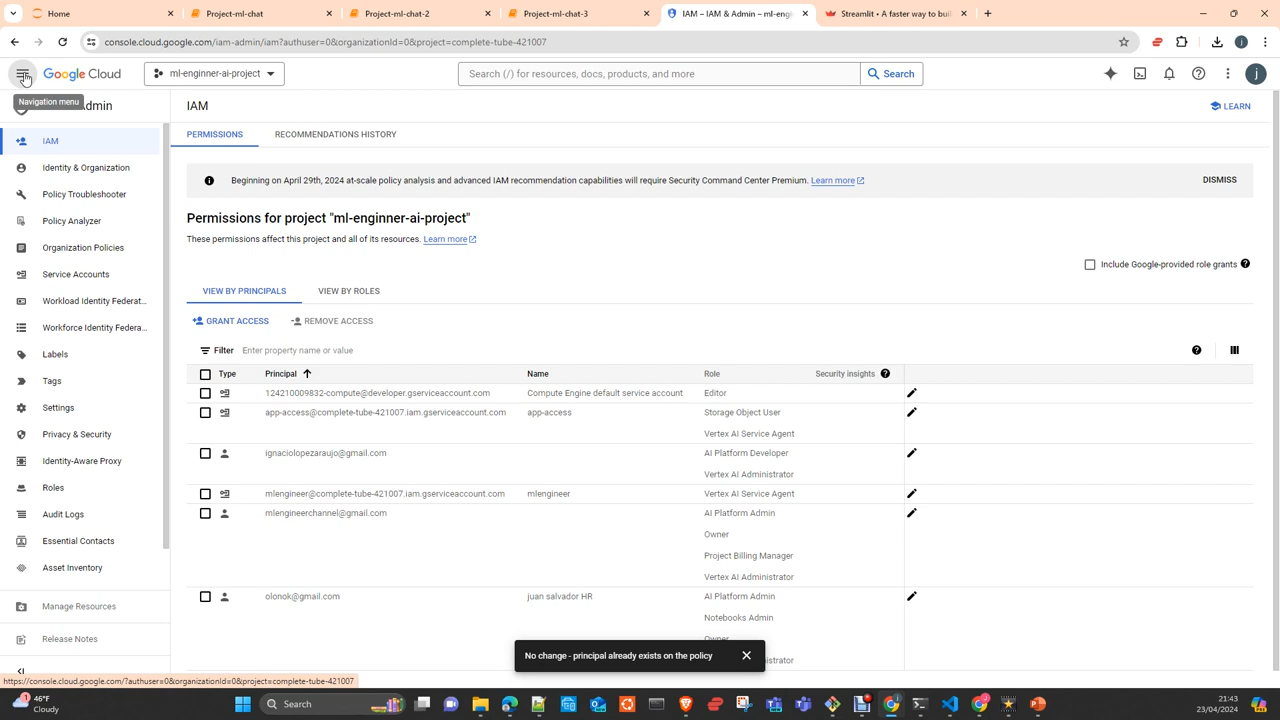 Home
Project-ml-chat
Project-ml-chat-2
Project-ml-chat-3
IAM – IAM & Admin – ml-engi
Streamlit • A faster way to buil
console.cloud.google.com/iam-admin/iam?authuser=0&organizationId=0&project=complete-tube-421007
Google Cloud
ml-enginner-ai-project
Search (/) for resources, docs, products, and more
Search
j
Navigation menu
dmin
IAM
Identity & Organization
Policy Troubleshooter
Policy Analyzer
Organization Policies
Service Accounts
Workload Identity Federat...
Workforce Identity Federa...
Labels
Tags
Settings
Privacy & Security
Identity-Aware Proxy
Roles
Audit Logs
Essential Contacts
Asset Inventory
Manage Resources
Release Notes
IAM
LEARN
PERMISSIONS
RECOMMENDATIONS HISTORY
Beginning on April 29th, 2024 at-scale policy analysis and advanced IAM recommendation capabilities will require Security Command Center Premium. Learn more
DISMISS
Permissions for project "ml-enginner-ai-project"
These permissions affect this project and all of its resources. Learn more
Include Google-provided role grants
VIEW BY PRINCIPALS
VIEW BY ROLES
GRANT ACCESS
REMOVE ACCESS
Filter Enter property name or value
Type Principal Name Role Security insights
124210009832-compute@developer.gserviceaccount.com Compute Engine default service account Editor
app-access@complete-tube-421007.iam.gserviceaccount.com app-access Storage Object User
Vertex AI Service Agent
ignaciolopezaraujo@gmail.com AI Platform Developer
Vertex AI Administrator
mlengineer@complete-tube-421007.iam.gserviceaccount.com mlengineer Vertex AI Service Agent
mlengineerchannel@gmail.com AI Platform Admin
Owner
Project Billing Manager
Vertex AI Administrator
olonok@gmail.com juan salvador HR AI Platform Admin
Notebooks Admin
Owner
istrator
No change - principal already exists on the policy
https://console.cloud.google.com/?authuser=0&organizationId=0&project=complete-tube-421007
46°F
Cloudy
Search
21:43
23/04/2024